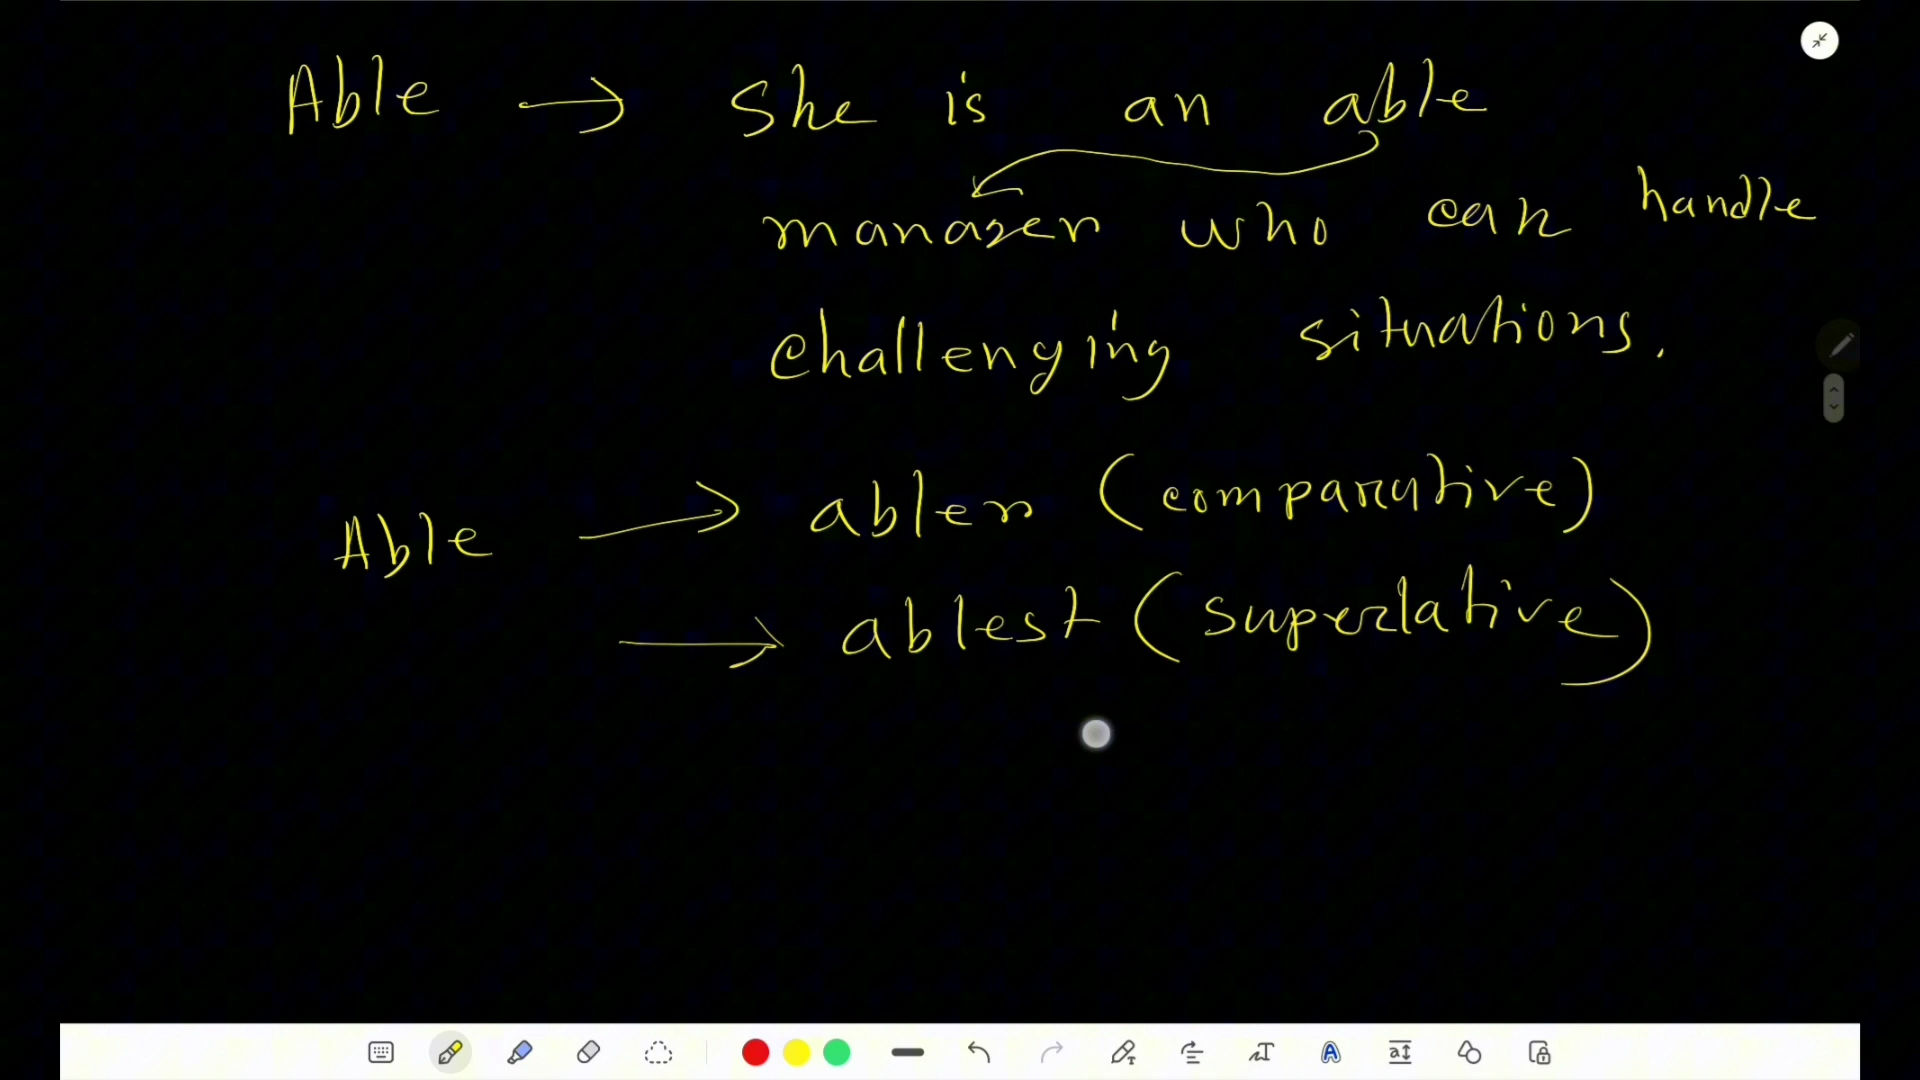 Able → She is an able
manager who can handle
challenging situations.
Able → abler (comparative)
→ ablest (superlative)